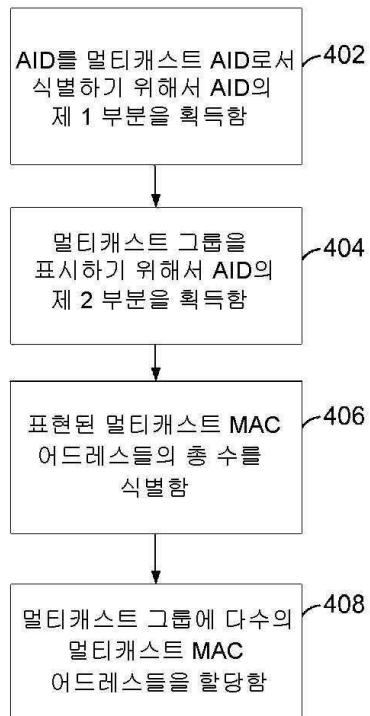 AID를 멀티캐스트 AID로서
식별하기 위해서 AID의
제 1 부분을 획득함
402
멀티캐스트 그룹을
표시하기 위해서 AID의
제 2 부분을 획득함
404
표현된 멀티캐스트 MAC
어드레스들의 총 수를
식별함
406
멀티캐스트 그룹에 다수의
멀티캐스트 MAC
어드레스들을 할당함
408